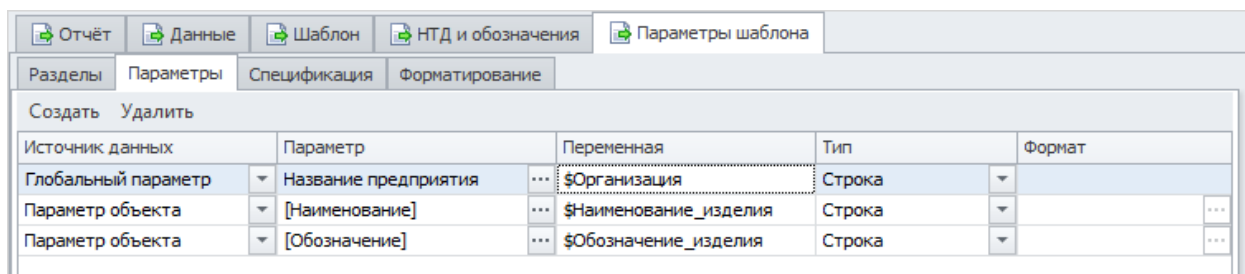 Отчёт Данные Шаблон НТД и обозначения Параметры шаблона
Разделы Параметры Спецификация Форматирование
Создать Удалить
Источник данных Параметр Переменная Тип Формат
Глобальный параметр Название предприятия ... $Организация Строка
Параметр объекта [Наименование] ... $Наименование_изделия Строка ...
Параметр объекта [Обозначение] ... $Обозначение_изделия Строка ...